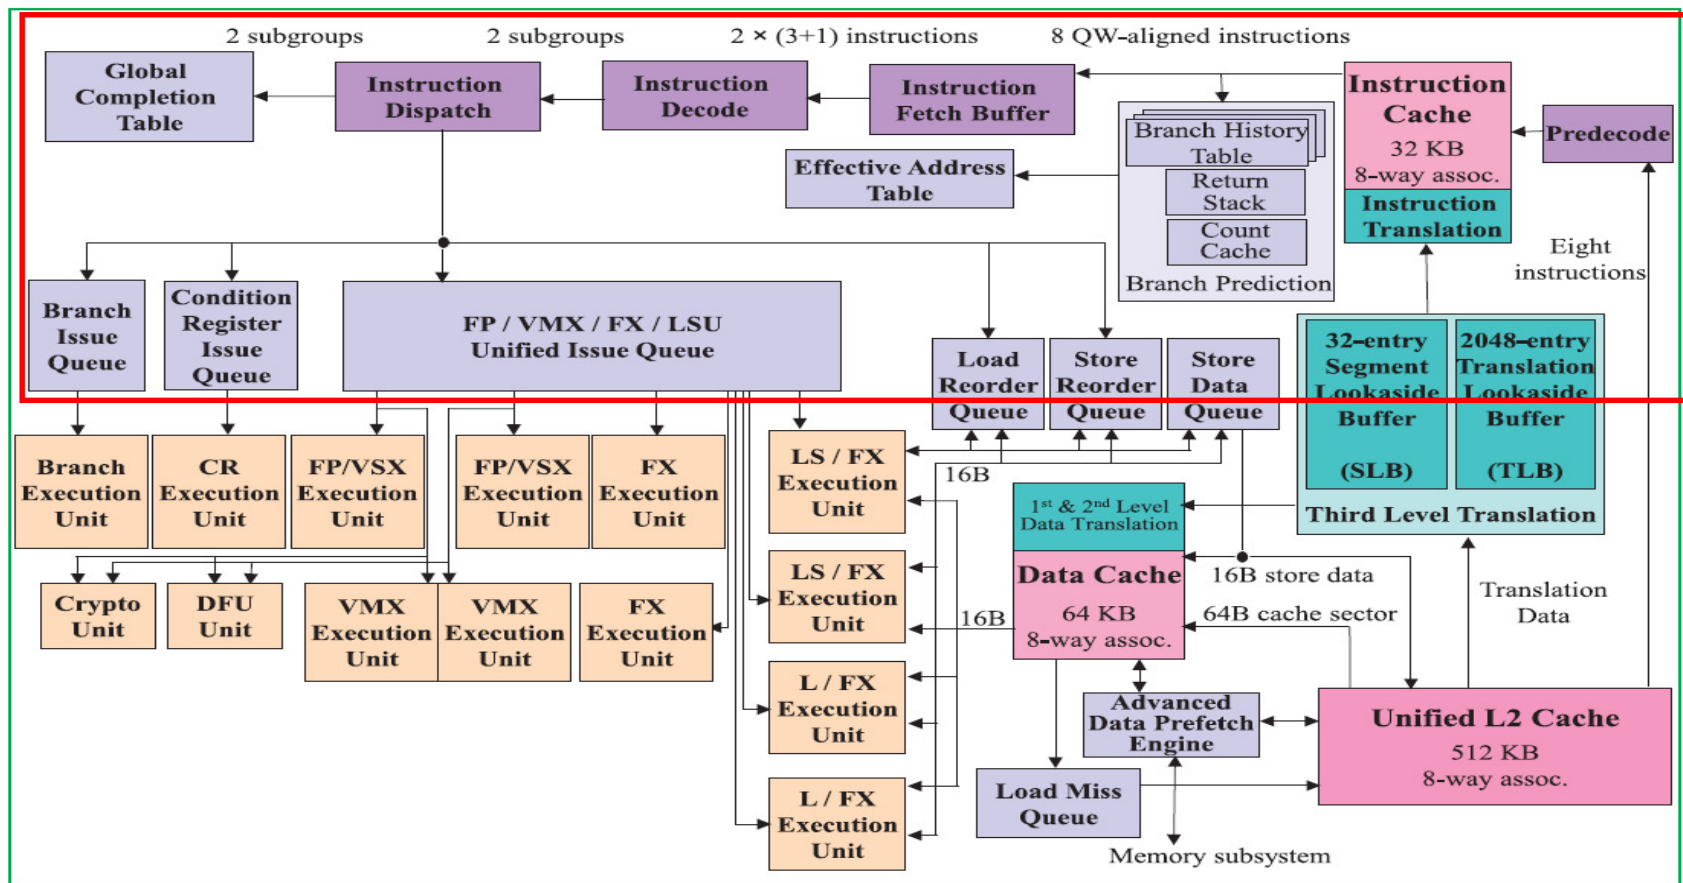 2 subgroups
2 subgroups
2 × (3+1) instructions
8 QW-aligned instructions
Global
Completion
Table
Instruction
Dispatch
Instruction
Decode
Instruction
Fetch Buffer
Instruction
Cache
32 KB
8-way assoc.
Instruction
Translation
Predecode
Branch History
Table
Return
Stack
Count
Cache
Branch Prediction
Effective Address
Table
Eight
instructions
Branch
Issue
Queue
Condition
Register
Issue
Queue
FP / VMX / FX / LSU
Unified Issue Queue
Load
Reorder
Queue
Store
Reorder
Queue
Store
Data
Queue
32-entry
Segment
Lookaside
Buffer
(SLB)
2048-entry
Translation
Lookaside
Buffer
(TLB)
Third Level Translation
Branch
Execution
Unit
CR
Execution
Unit
FP/VSX
Execution
Unit
FP/VSX
Execution
Unit
FX
Execution
Unit
LS / FX
Execution
Unit
16B
1st & 2nd Level
Data Translation
Data Cache
64 KB
8-way assoc.
16B store data
64B cache sector
Translation
Data
Crypto
Unit
DFU
Unit
VMX
Execution
Unit
VMX
Execution
Unit
FX
Execution
Unit
LS / FX
Execution
Unit
16B
L / FX
Execution
Unit
Advanced
Data Prefetch
Engine
Unified L2 Cache
512 KB
8-way assoc.
L / FX
Execution
Unit
Load Miss
Queue
Memory subsystem